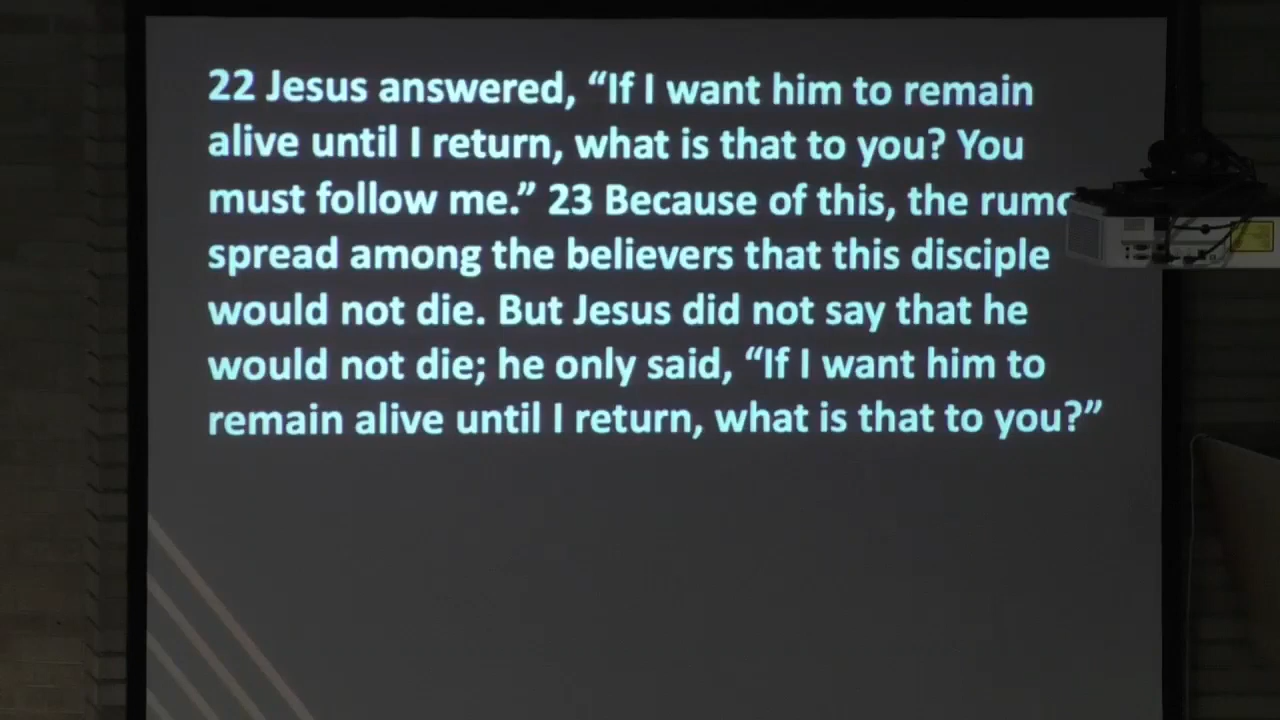 22 Jesus answered, “If I want him to remain
alive until I return, what is that to you? You
must follow me.” 23 Because of this, the
spread among the believers that this disciple
would not die. But Jesus did not say that he
would not die; he only said, “If I want him to
remain alive until I return, what is that to you?”